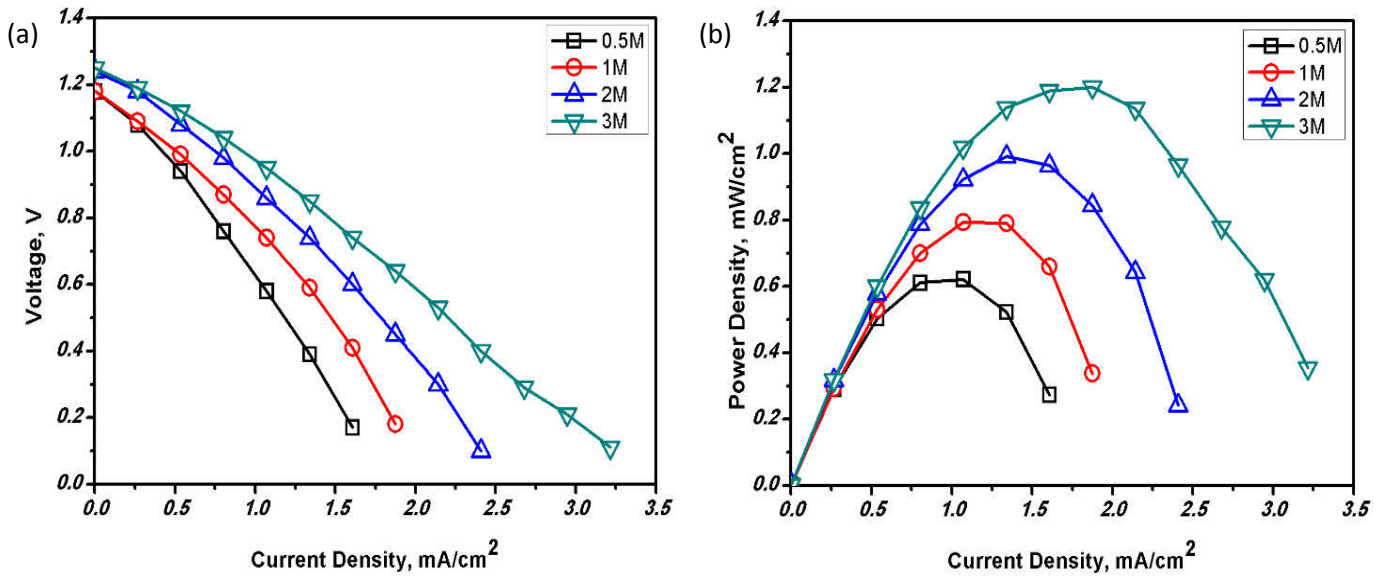 (a)
1.4
1.2
1.0
0.8
0.6
0.4
0.2
0.0
Voltage, V
0.5M
1M
2M
3M
0.0 0.5 1.0 1.5 2.0 2.5 3.0 3.5
Current Density, mA/cm²
(b)
1.4
1.2
1.0
0.8
0.6
0.4
0.2
0.0
Power Density, mW/cm²
0.5M
1M
2M
3M
0.0 0.5 1.0 1.5 2.0 2.5 3.0 3.5
Current Density, mA/cm²